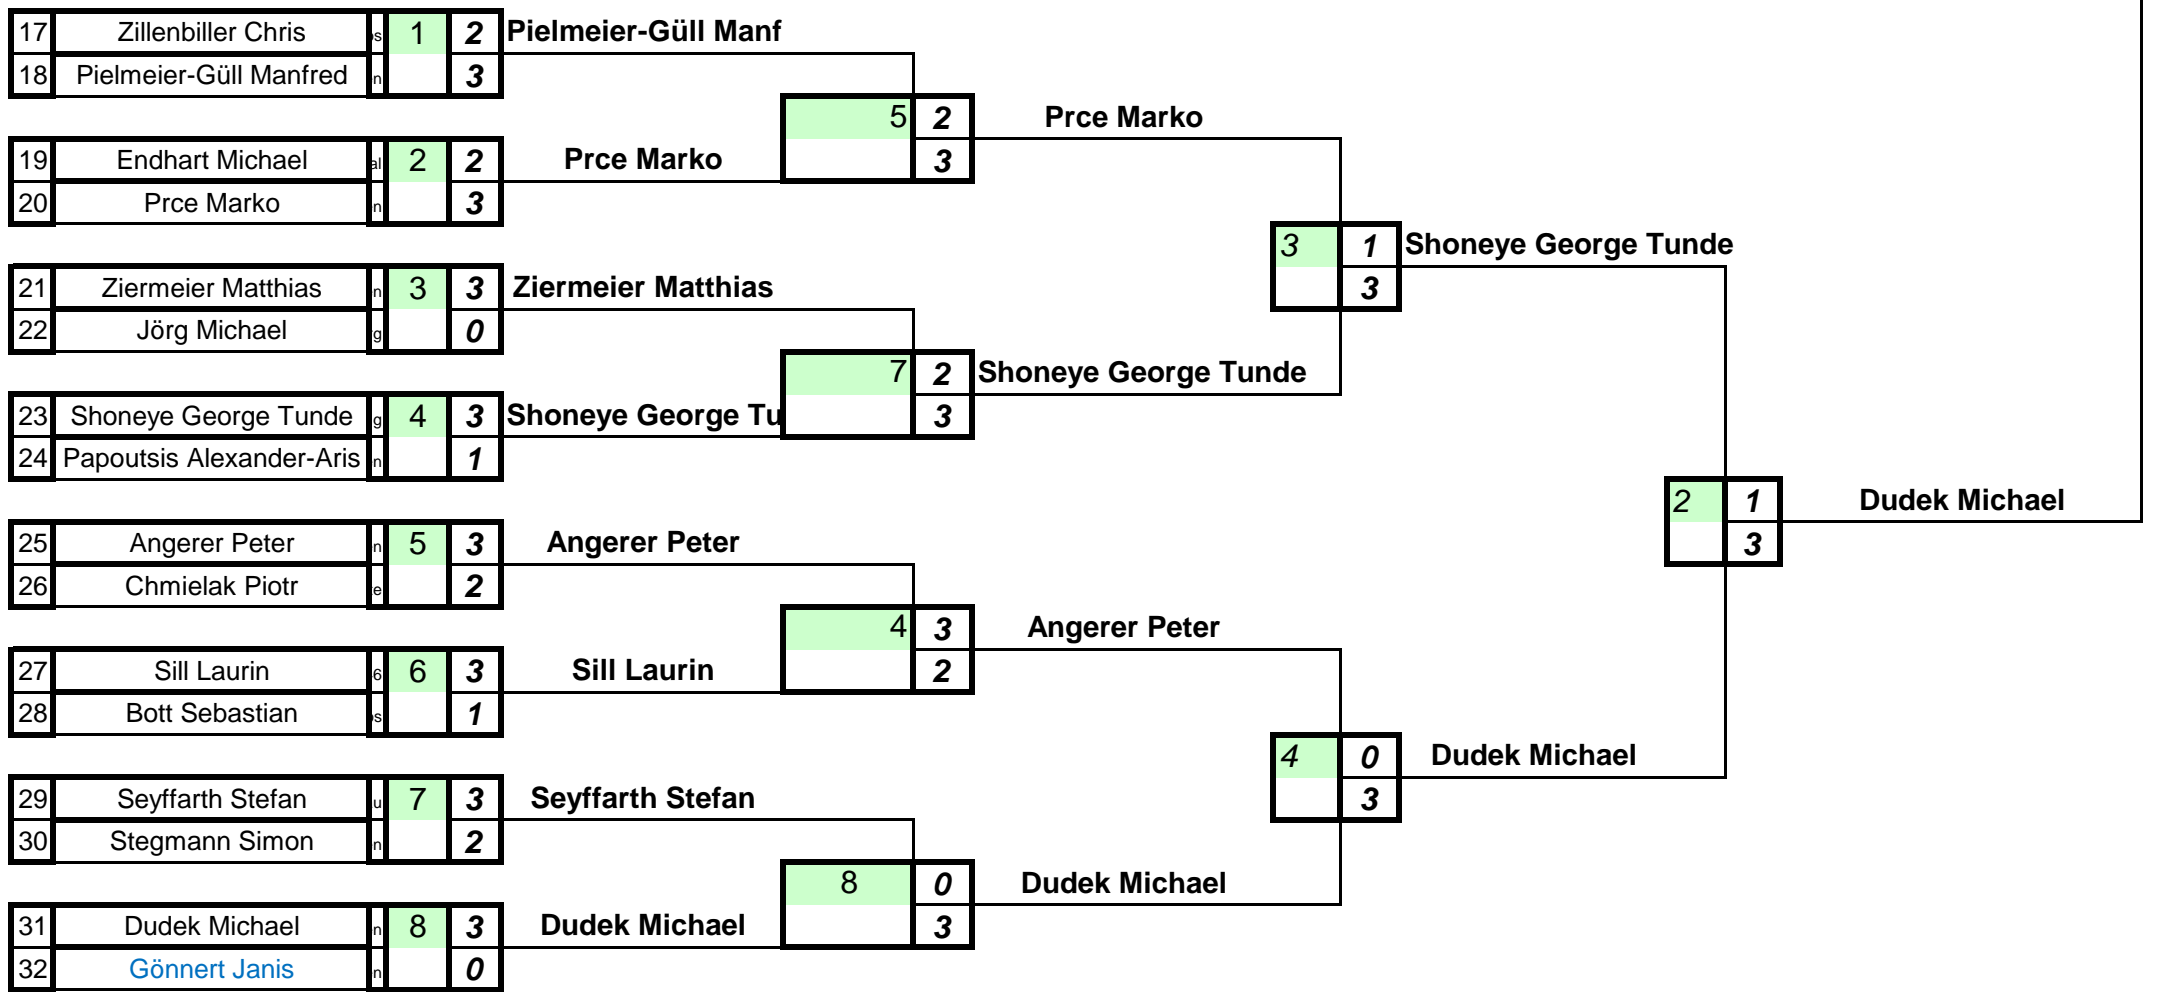 17 Zillenbiller Chris s 1 2 Pielmeier-Güll Manf
18 Pielmeier-Güll Manfred n 3
5 2 Prce Marko
19 Endhart Michael al 2 2 Prce Marko 3
20 Prce Marko n 3
3 1 Shoneye George Tunde
21 Ziermeier Matthias n 3 3 Ziermeier Matthias 3
22 Jörg Michael g 0
7 2 Shoneye George Tunde
23 Shoneye George Tunde g 4 3 Shoneye George Tu 3
24 Papoutsis Alexander-Aris n 1
2 1 Dudek Michael
25 Angerer Peter n 5 3 Angerer Peter 3
26 Chmielak Piotr e 2
4 3 Angerer Peter
27 Sill Laurin 6 6 3 Sill Laurin 2
28 Bott Sebastian s 1
4 0 Dudek Michael
29 Seyffarth Stefan u 7 3 Seyffarth Stefan 3
30 Stegmann Simon n 2
8 0 Dudek Michael
31 Dudek Michael n 8 3 Dudek Michael 3
32 Gönnert Janis n 0